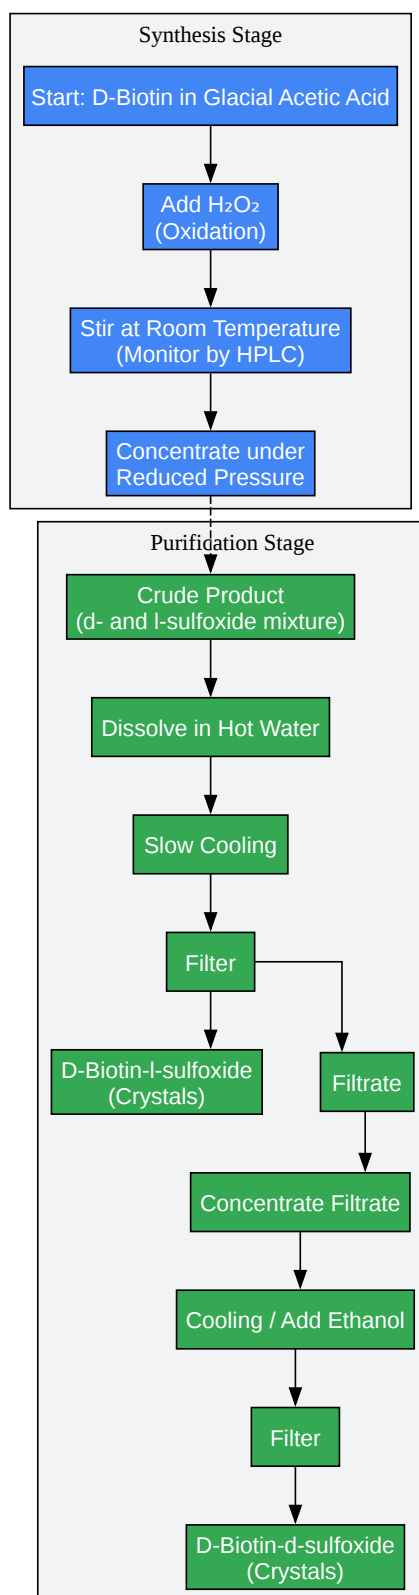 Synthesis Stage
Start: D-Biotin in Glacial Acetic Acid
Add H₂O₂
(Oxidation)
Stir at Room Temperature
(Monitor by HPLC)
Concentrate under
Reduced Pressure
Purification Stage
Crude Product
(d- and l-sulfoxide mixture)
Dissolve in Hot Water
Slow Cooling
Filter
D-Biotin-l-sulfoxide
(Crystals)
Filtrate
Concentrate Filtrate
Cooling / Add Ethanol
Filter
D-Biotin-d-sulfoxide
(Crystals)